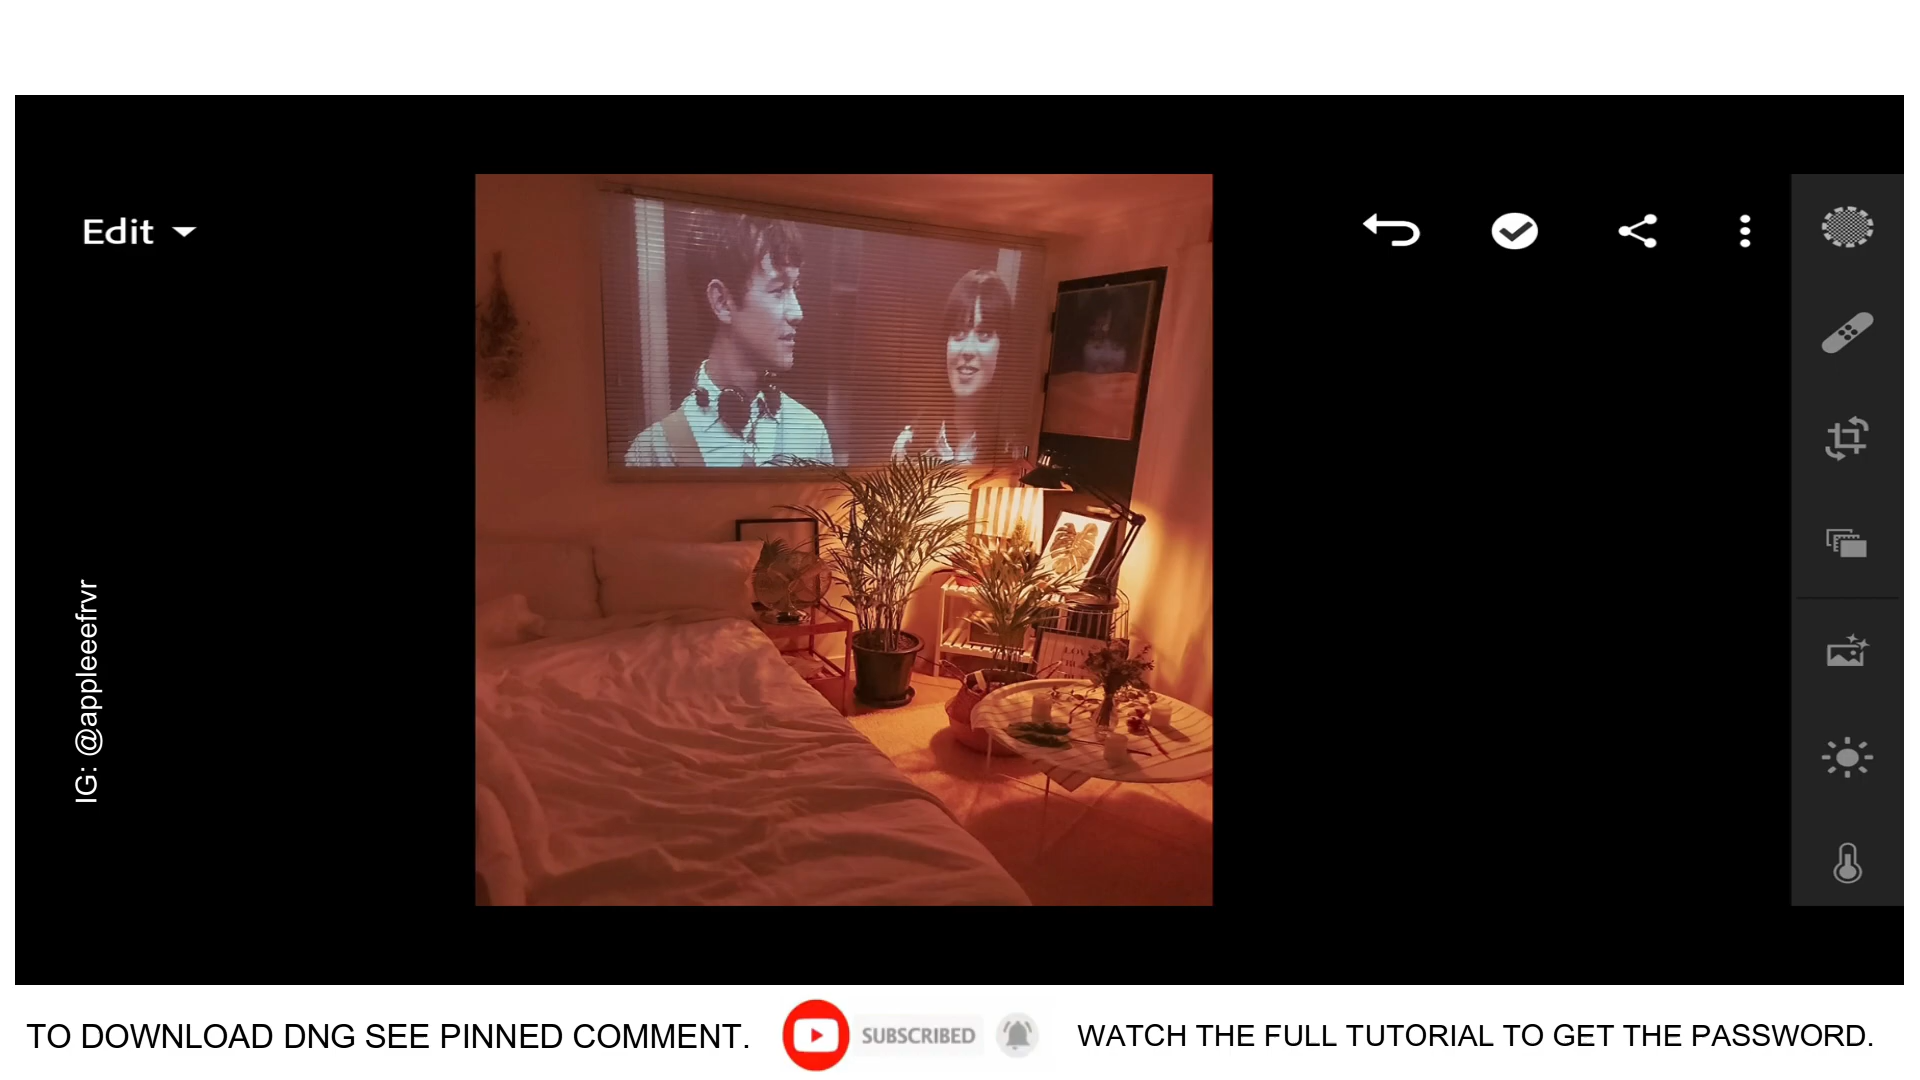 Edit
IG: @appleeefrvr
TO DOWNLOAD DNG SEE PINNED COMMENT.
SUBSCRIBED
WATCH THE FULL TUTORIAL TO GET THE PASSWORD.